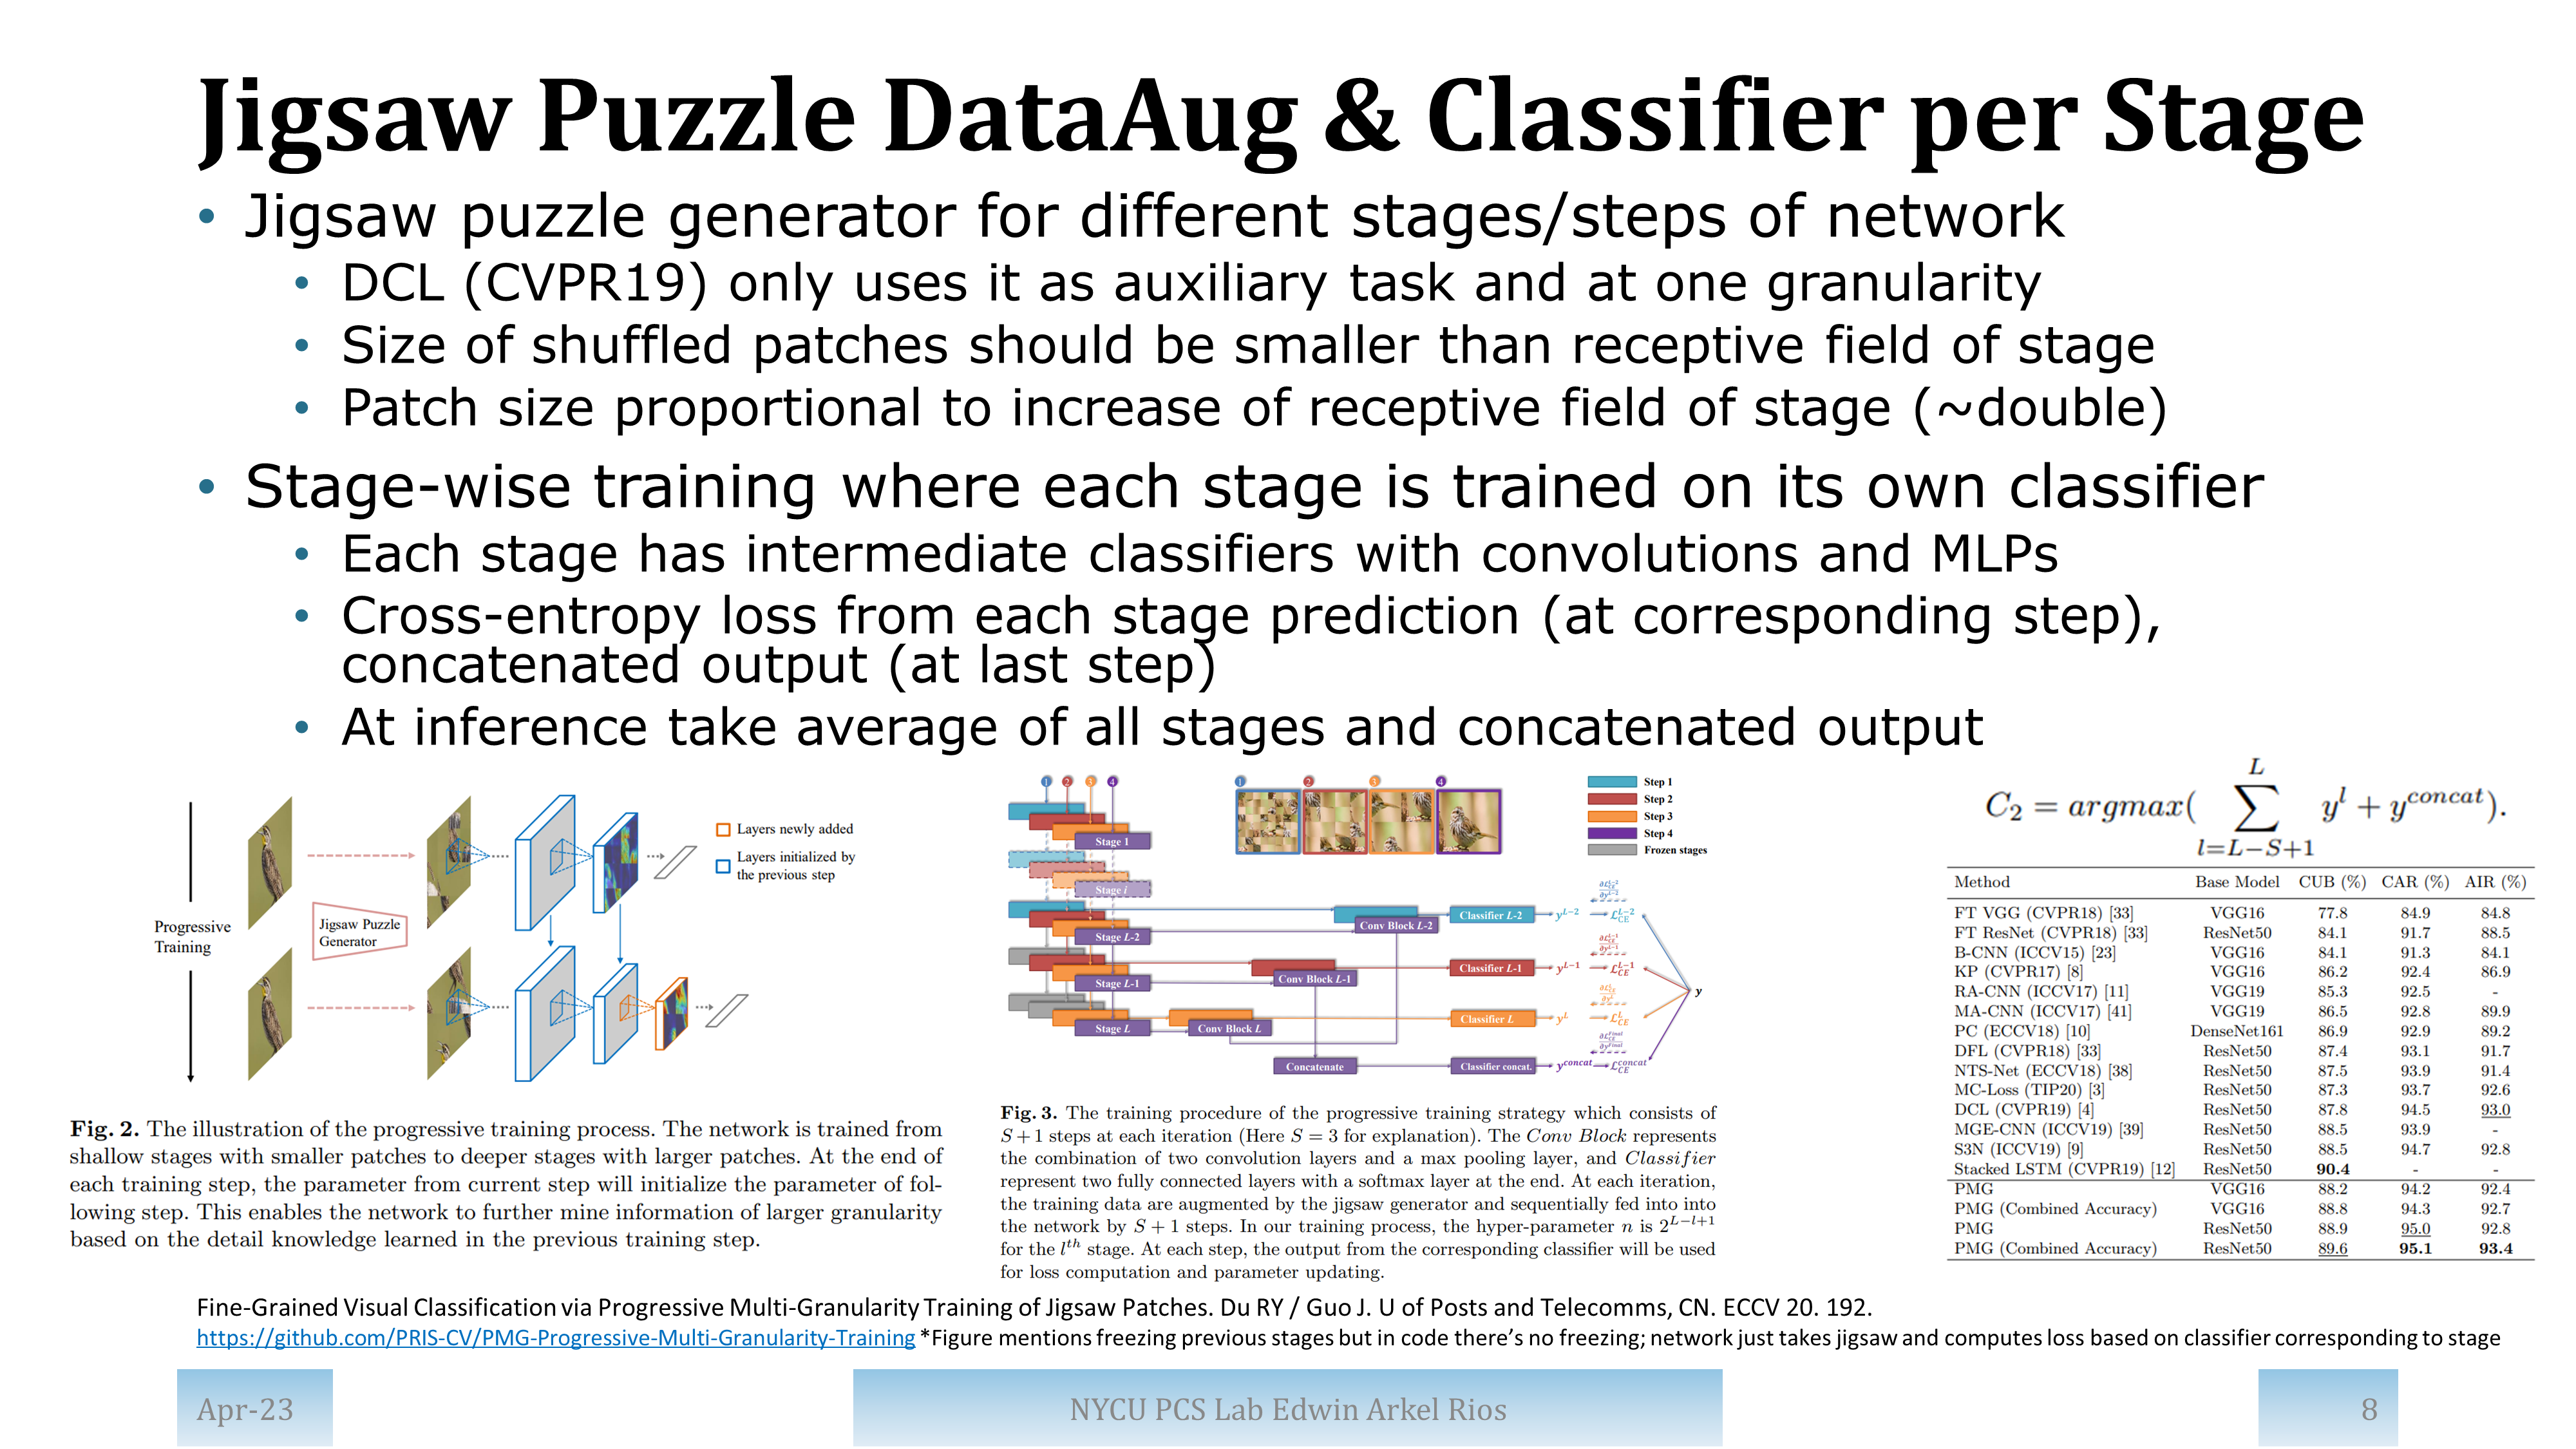 Jigsaw Puzzle DataAug & Classifier per Stage
• Jigsaw puzzle generator for different stages/steps of network
• DCL (CVPR19) only uses it as auxiliary task and at one granularity
• Size of shuffled patches should be smaller than receptive field of stage
• Patch size proportional to increase of receptive field of stage (~double)
• Stage-wise training where each stage is trained on its own classifier
• Each stage has intermediate classifiers with convolutions and MLPs
• Cross-entropy loss from each stage prediction (at corresponding step),
concatenated output (at last step)
• At inference take average of all stages and concatenated output
Progressive
Training
Jigsaw Puzzle
Generator
Layers newly added
Layers initialized by
the previous step
Fig. 2. The illustration of the progressive training process. The network is trained from
shallow stages with smaller patches to deeper stages with larger patches. At the end of
each training step, the parameter from current step will initialize the parameter of fol-
lowing step. This enables the network to further mine information of larger granularity
based on the detail knowledge learned in the previous training step.
1 2 3 4
1 2 3 4
Step 1
Step 2
Step 3
Step 4
Frozen stages
Stage 1
Stage i
Stage L-2
Stage L-1
Stage L
Conv Block L-2
Conv Block L-1
Conv Block L
Concatenate
Classifier L-2
Classifier L-1
Classifier L
Classifier concat.
y^{L-2} ℒ_{CE}^{L-2}
y^{L-1} ℒ_{CE}^{L-1}
y^{L} ℒ_{CE}^{L}
y^{concat} ℒ_{CE}^{concat}
y
Fig. 3. The training procedure of the progressive training strategy which consists of
S + 1 steps at each iteration (Here S = 3 for explanation). The Conv Block represents
the combination of two convolution layers and a max pooling layer, and Classifier
represent two fully connected layers with a softmax layer at the end. At each iteration,
the training data are augmented by the jigsaw generator and sequentially fed into into
the network by S + 1 steps. In our training process, the hyper-parameter n is 2^{L-l+1}
for the l^{th} stage. At each step, the output from the corresponding classifier will be used
for loss computation and parameter updating.
C_2 = argmax( \sum_{l=L-S+1}^{L} y^l + y^{concat}).
Method Base Model CUB (%) CAR (%) AIR (%)
FT VGG (CVPR18) [33] VGG16 77.8 84.9 84.8
FT ResNet (CVPR18) [33] ResNet50 84.1 91.7 88.5
B-CNN (ICCV15) [23] VGG16 84.1 91.3 84.1
KP (CVPR17) [8] VGG16 86.2 92.4 86.9
RA-CNN (ICCV17) [11] VGG19 85.3 92.5 -
MA-CNN (ICCV17) [41] VGG19 86.5 92.8 89.9
PC (ECCV18) [10] DenseNet161 86.9 92.9 89.2
DFL (CVPR18) [33] ResNet50 87.4 93.1 91.7
NTS-Net (ECCV18) [38] ResNet50 87.5 93.9 91.4
MC-Loss (TIP20) [3] ResNet50 87.3 93.7 92.6
DCL (CVPR19) [4] ResNet50 87.8 94.5 93.0
MGE-CNN (ICCV19) [39] ResNet50 88.5 93.9 -
S3N (ICCV19) [9] ResNet50 88.5 94.7 92.8
Stacked LSTM (CVPR19) [12] ResNet50 90.4 - -
PMG VGG16 88.2 94.2 92.4
PMG (Combined Accuracy) VGG16 88.8 94.3 92.7
PMG ResNet50 88.9 95.0 92.8
PMG (Combined Accuracy) ResNet50 89.6 95.1 93.4
Fine-Grained Visual Classification via Progressive Multi-Granularity Training of Jigsaw Patches. Du RY / Guo J. U of Posts and Telecomms, CN. ECCV 20. 192.
https://github.com/PRIS-CV/PMG-Progressive-Multi-Granularity-Training *Figure mentions freezing previous stages but in code there’s no freezing; network just takes jigsaw and computes loss based on classifier corresponding to stage
Apr-23
NYCU PCS Lab Edwin Arkel Rios
8